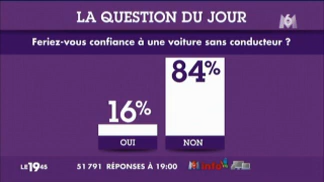 LA QUESTION DU JOUR
M6
Feriez-vous confiance à une voiture sans conducteur ?
84%
16%
OUI
NON
LE 19 45
51 791 RÉPONSES À 19:00